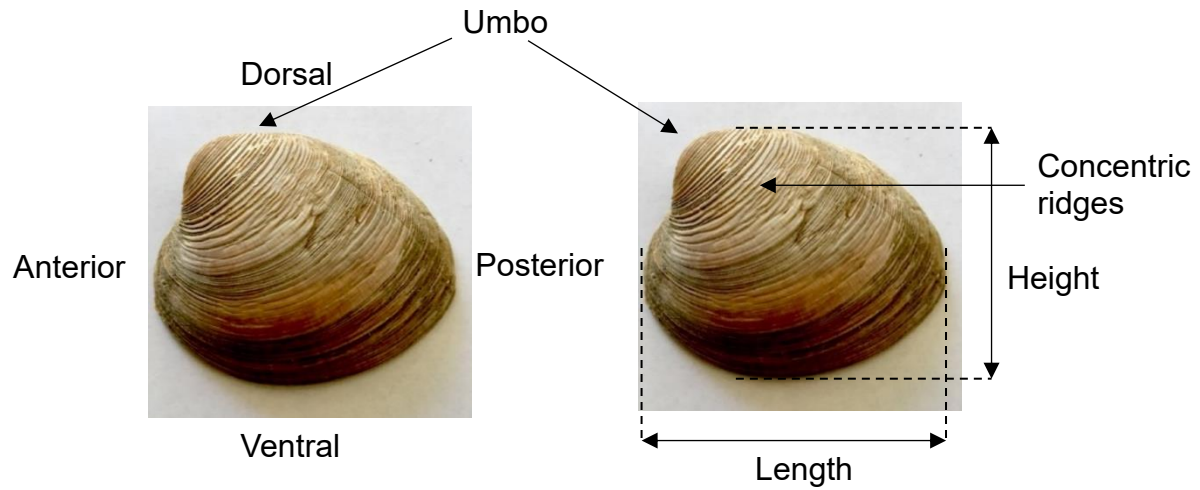 Umbo
Dorsal
Concentric
ridges
Anterior
Posterior
Height
Ventral
Length